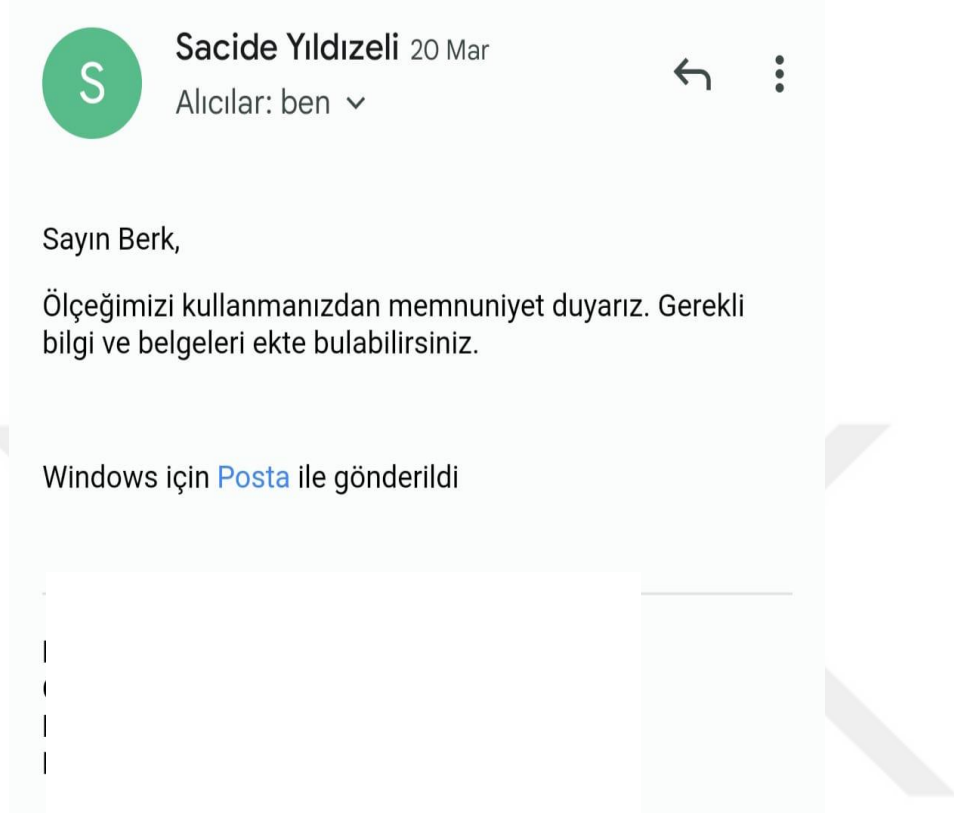 S
Sacide Yıldızeli 20 Mar
Alıcılar: ben
Sayın Berk,
Ölçeğimizi kullanmanızdan memnuniyet duyarız. Gerekli
bilgi ve belgeleri ekte bulabilirsiniz.
Windows için Posta ile gönderildi